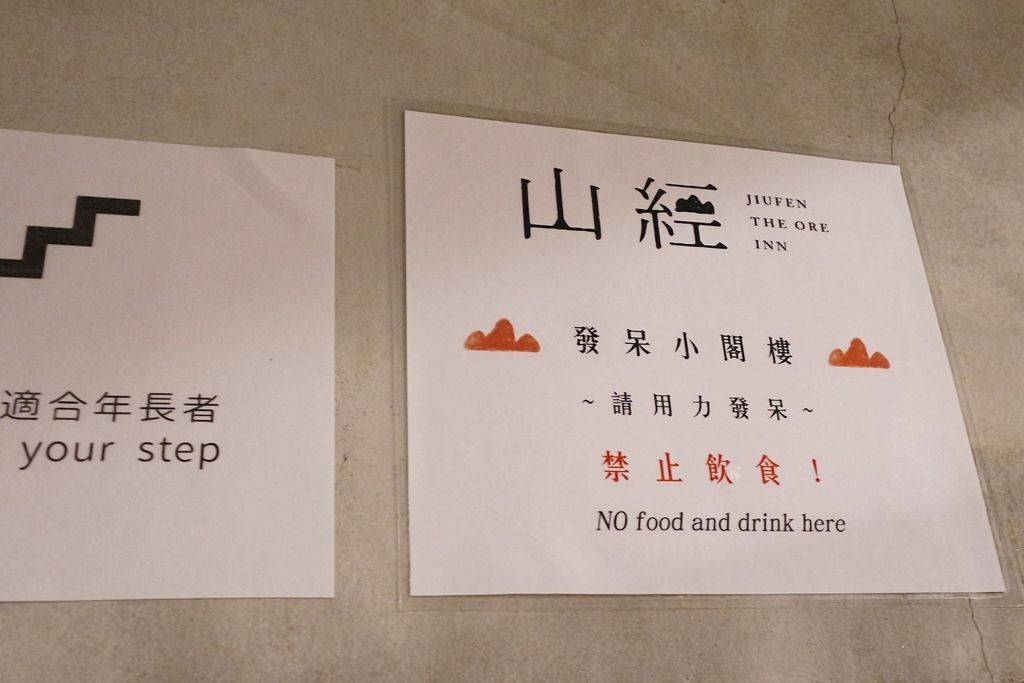 適合年長者
your step
山經
JIUFEN
THE ORE
INN
發呆小閣樓
~請用力發呆~
禁止飲食！
NO food and drink here